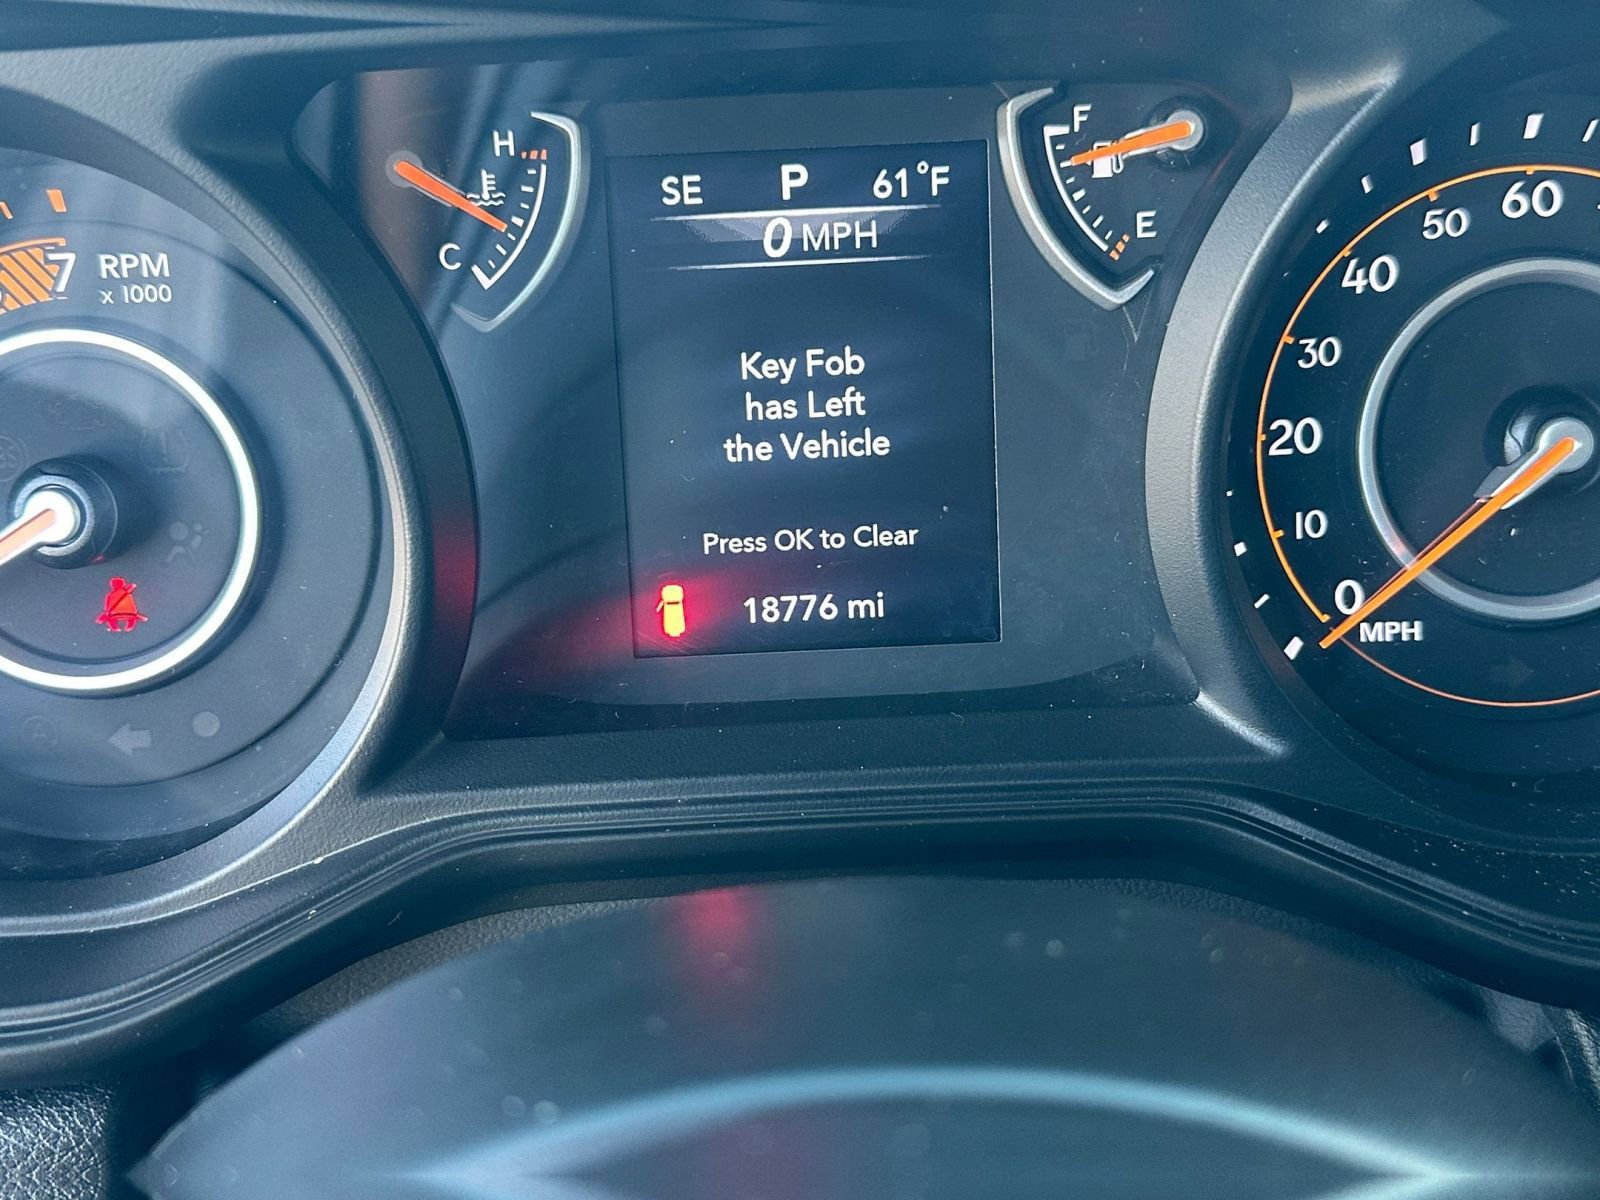 H
C
7
RPM
x 1000
SE P 61°F
0 MPH
Key Fob
has Left
the Vehicle
Press OK to Clear
18776 mi
F
E
60
50
40
30
20
10
0
MPH